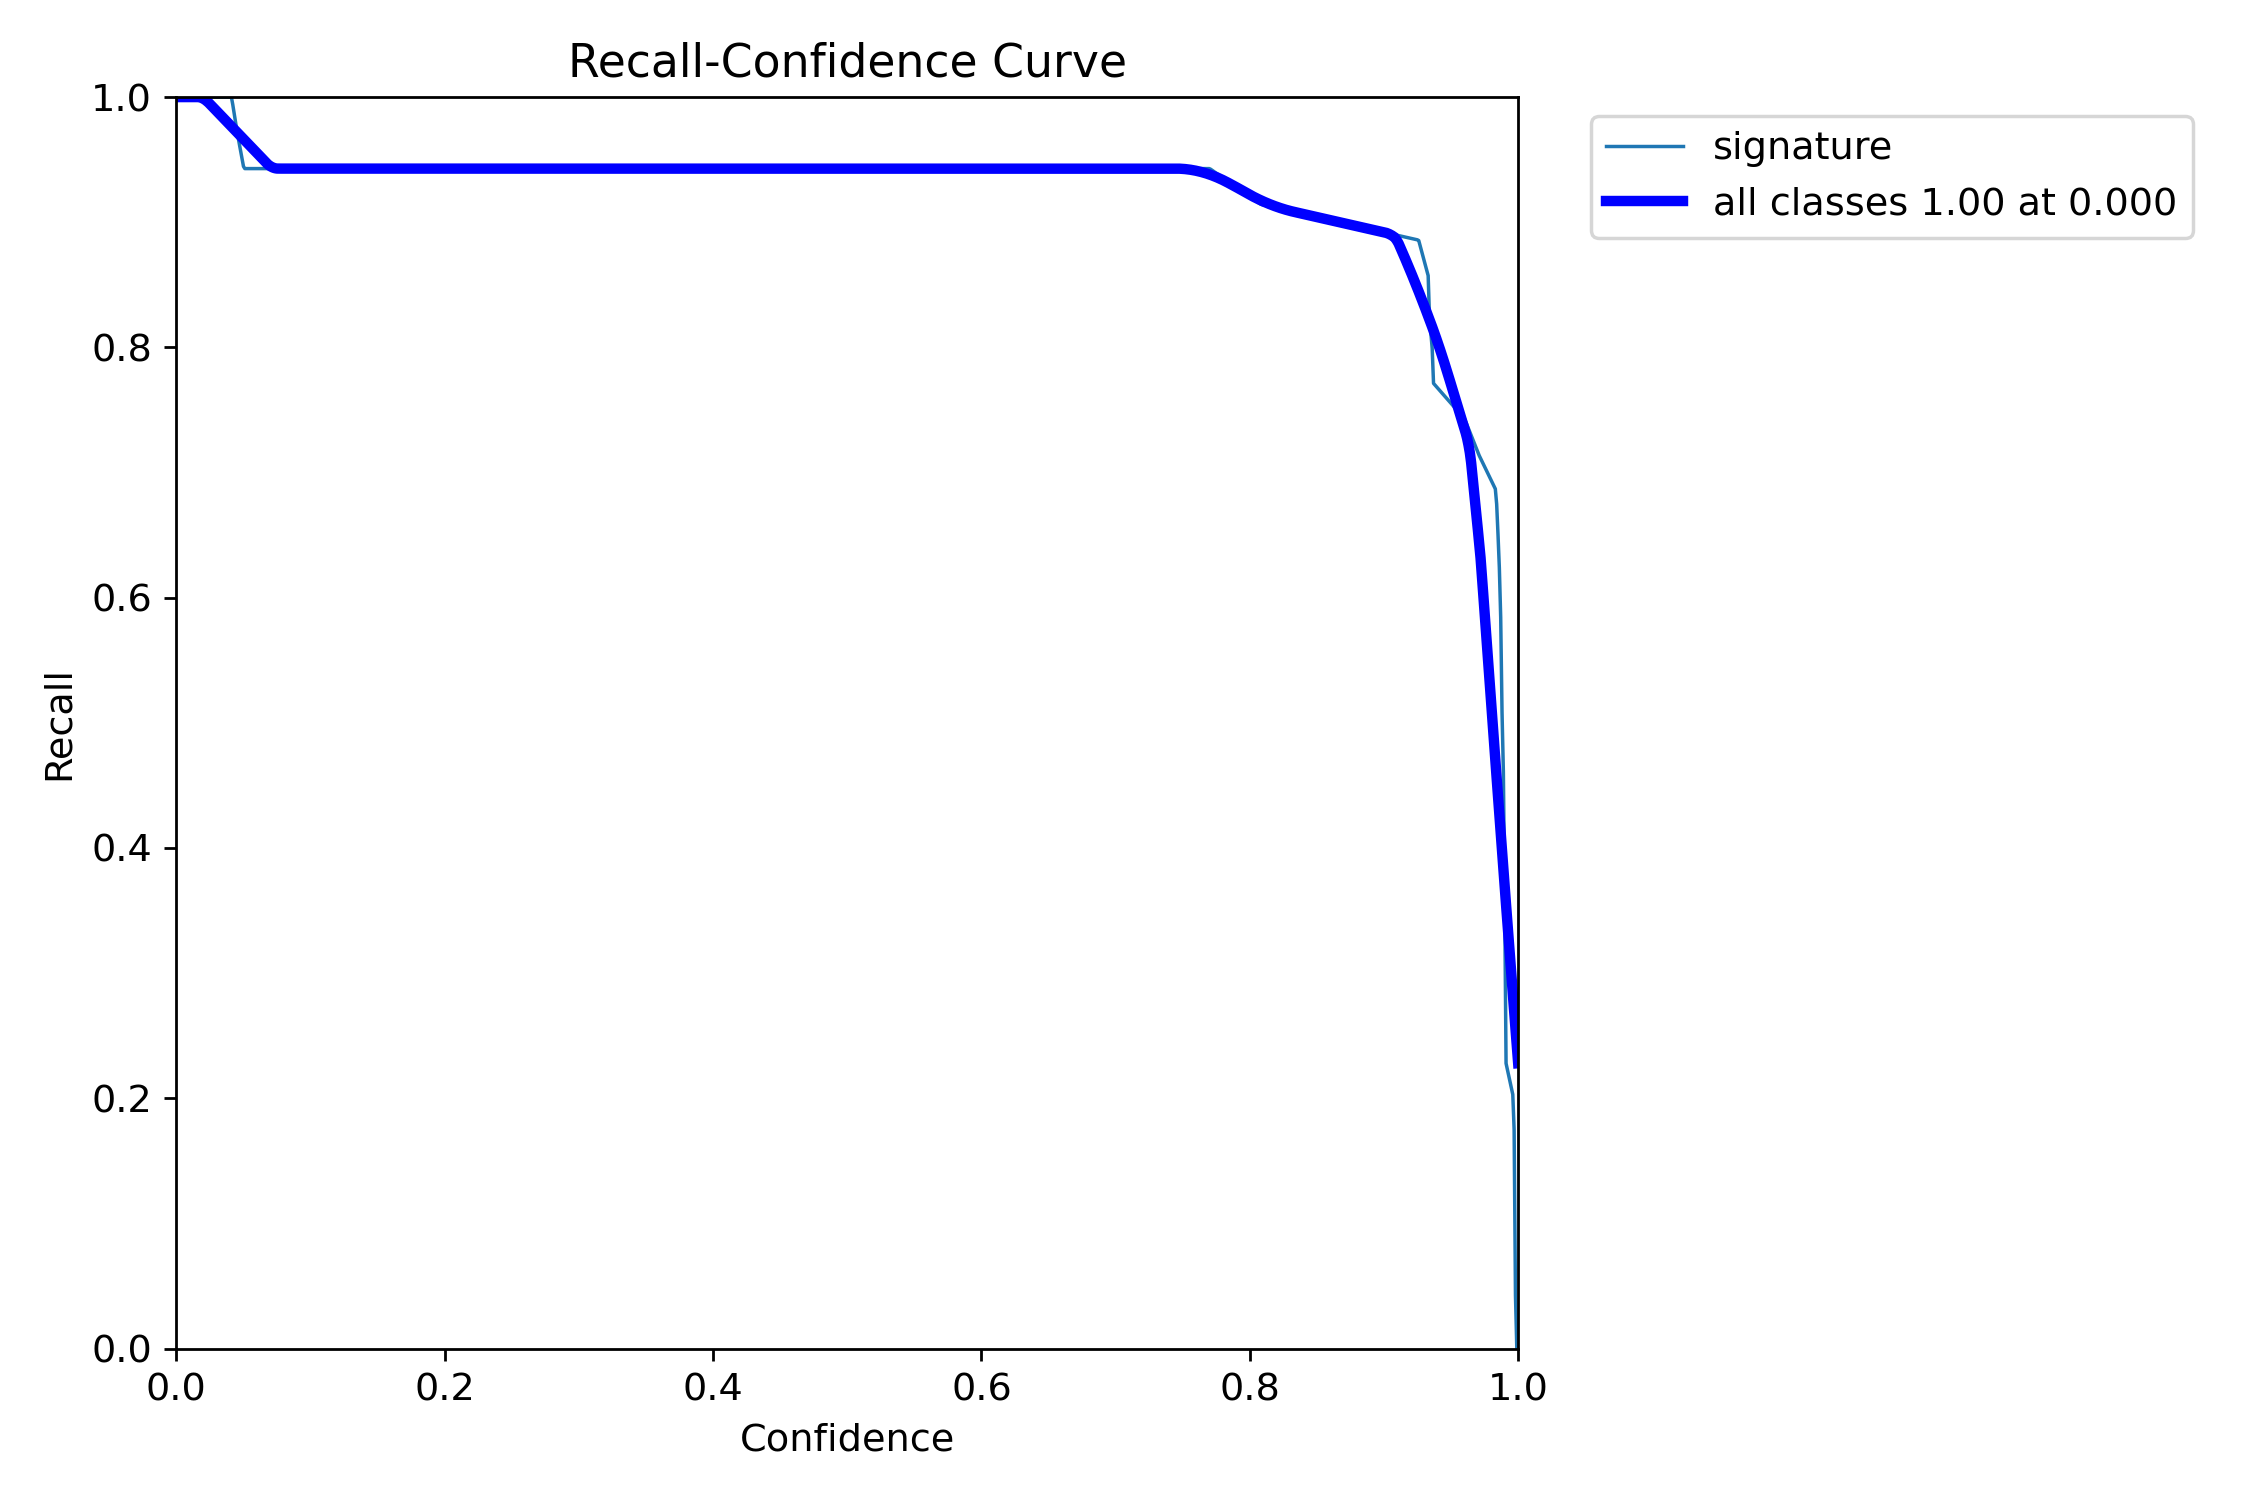 Recall-Confidence Curve
signature
all classes 1.00 at 0.000
1.0
0.8
0.6
0.4
0.2
0.0
Recall
0.0 0.2 0.4 0.6 0.8 1.0
Confidence